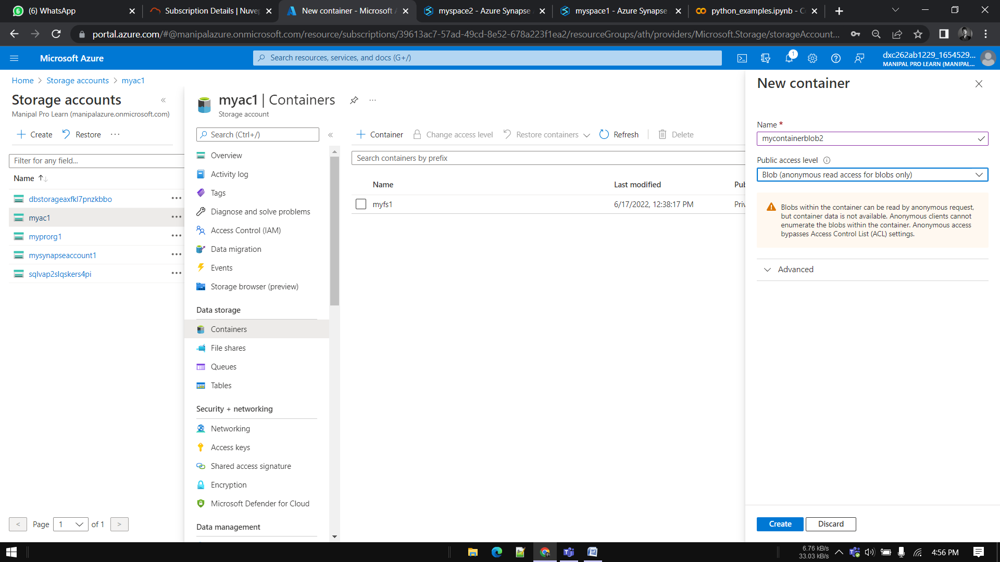 (6) WhatsApp
Subscription Details | Nuvep
New container - Microsoft A
myspace2 - Azure Synapse A
myspace1 - Azure Synapse
python_examples.ipynb - C
portal.azure.com/#@manipalazure.onmicrosoft.com/resource/subscriptions/39613ac7-57ad-49cd-8e52-678a223f1ea2/resourceGroups/ath/providers/Microsoft.Storage/storageAccount...
Microsoft Azure
Search resources, services, and docs (G+/)
1
dxc262ab1229_1654529...
MANIPAL PRO LEARN (MANIPAL...
Home > Storage accounts > myac1
Storage accounts
Manipal Pro Learn (manipalazure.onmicrosoft.com)
Create
Restore
Filter for any field...
Name
dbstorageaxfkl7pnzkbbo
myac1
myprorg1
mysynapseaccount1
sqlvap2slqskers4pi
< Page 1 of 1 >
myac1 | Containers
Storage account
Search (Ctrl+/)
Overview
Activity log
Tags
Diagnose and solve problems
Access Control (IAM)
Data migration
Events
Storage browser (preview)
Data storage
Containers
File shares
Queues
Tables
Security + networking
Networking
Access keys
Shared access signature
Encryption
Microsoft Defender for Cloud
Data management
Container
Change access level
Restore containers
Refresh
Delete
Search containers by prefix
Name Last modified Pub
myfs1 6/17/2022, 12:38:17 PM Priv
New container
Name *
mycontainerblob2
Public access level
Blob (anonymous read access for blobs only)
Blobs within the container can be read by anonymous request,
but container data is not available. Anonymous clients cannot
enumerate the blobs within the container. Anonymous access
bypasses Access Control List (ACL) settings.
Advanced
Create
Discard
6.76 kB/s
33.03 kB/s
4:56 PM